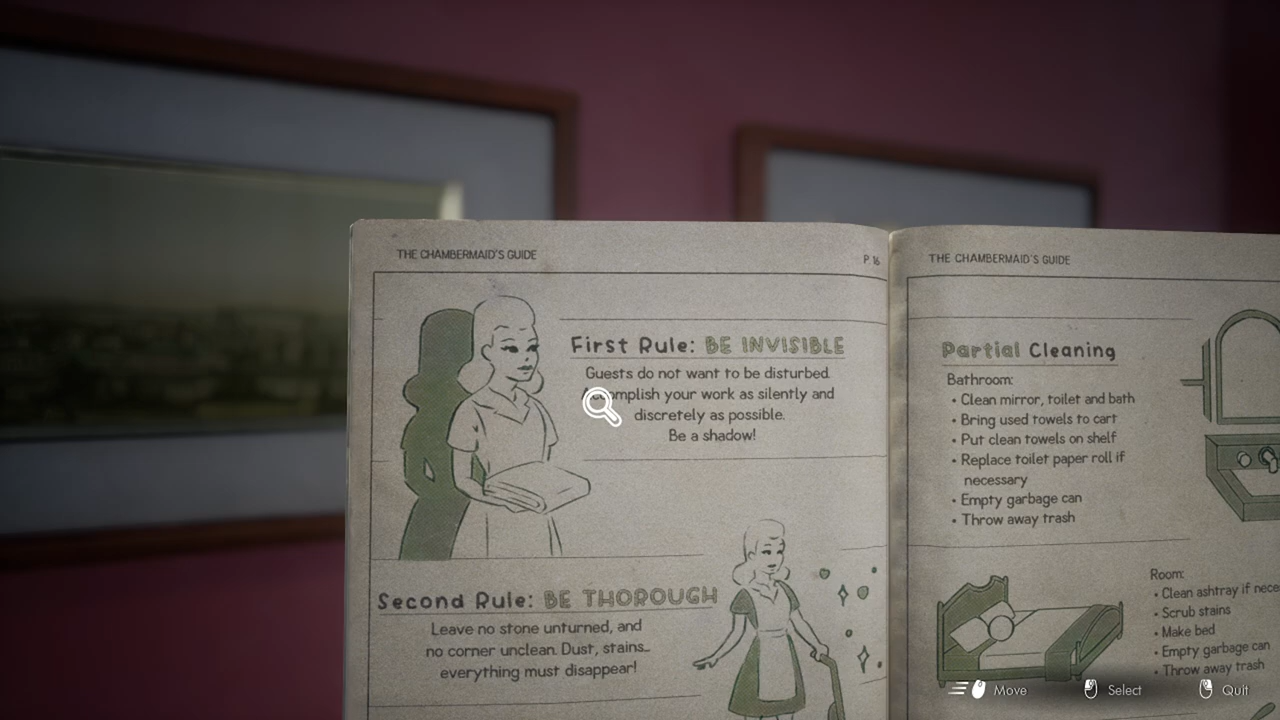 THE CHAMBERMAID'S GUIDE
P 16
First Rule: BE INVISIBLE
Guests do not want to be disturbed.
Accomplish your work as silently and
discretely as possible.
Be a shadow!
Second Rule: BE THOROUGH
Leave no stone unturned, and
no corner unclean. Dust, stains...
everything must disappear!
THE CHAMBERMAID'S GUIDE
Partial Cleaning
Bathroom:
• Clean mirror, toilet and bath
• Bring used towels to cart
• Put clean towels on shelf
• Replace toilet paper roll if
necessary
• Empty garbage can
• Throw away trash
Room:
• Clean ashtray if nece
• Scrub stains
• Make bed
• Empty garbage can
• Throw away trash
Move
Select
Quit